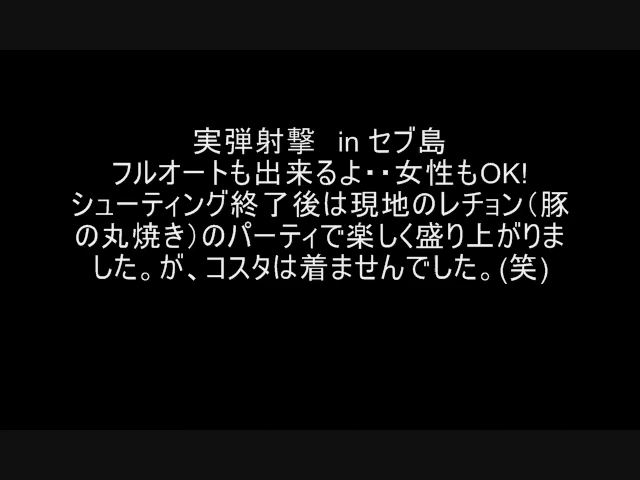 実弾射撃　in セブ島
フルオートも出来るよ・・女性もOK!
シューティング終了後は現地のレチョン（豚
の丸焼き）のパーティで楽しく盛り上がりま
した。が、コスタは着ませんでした。(笑)